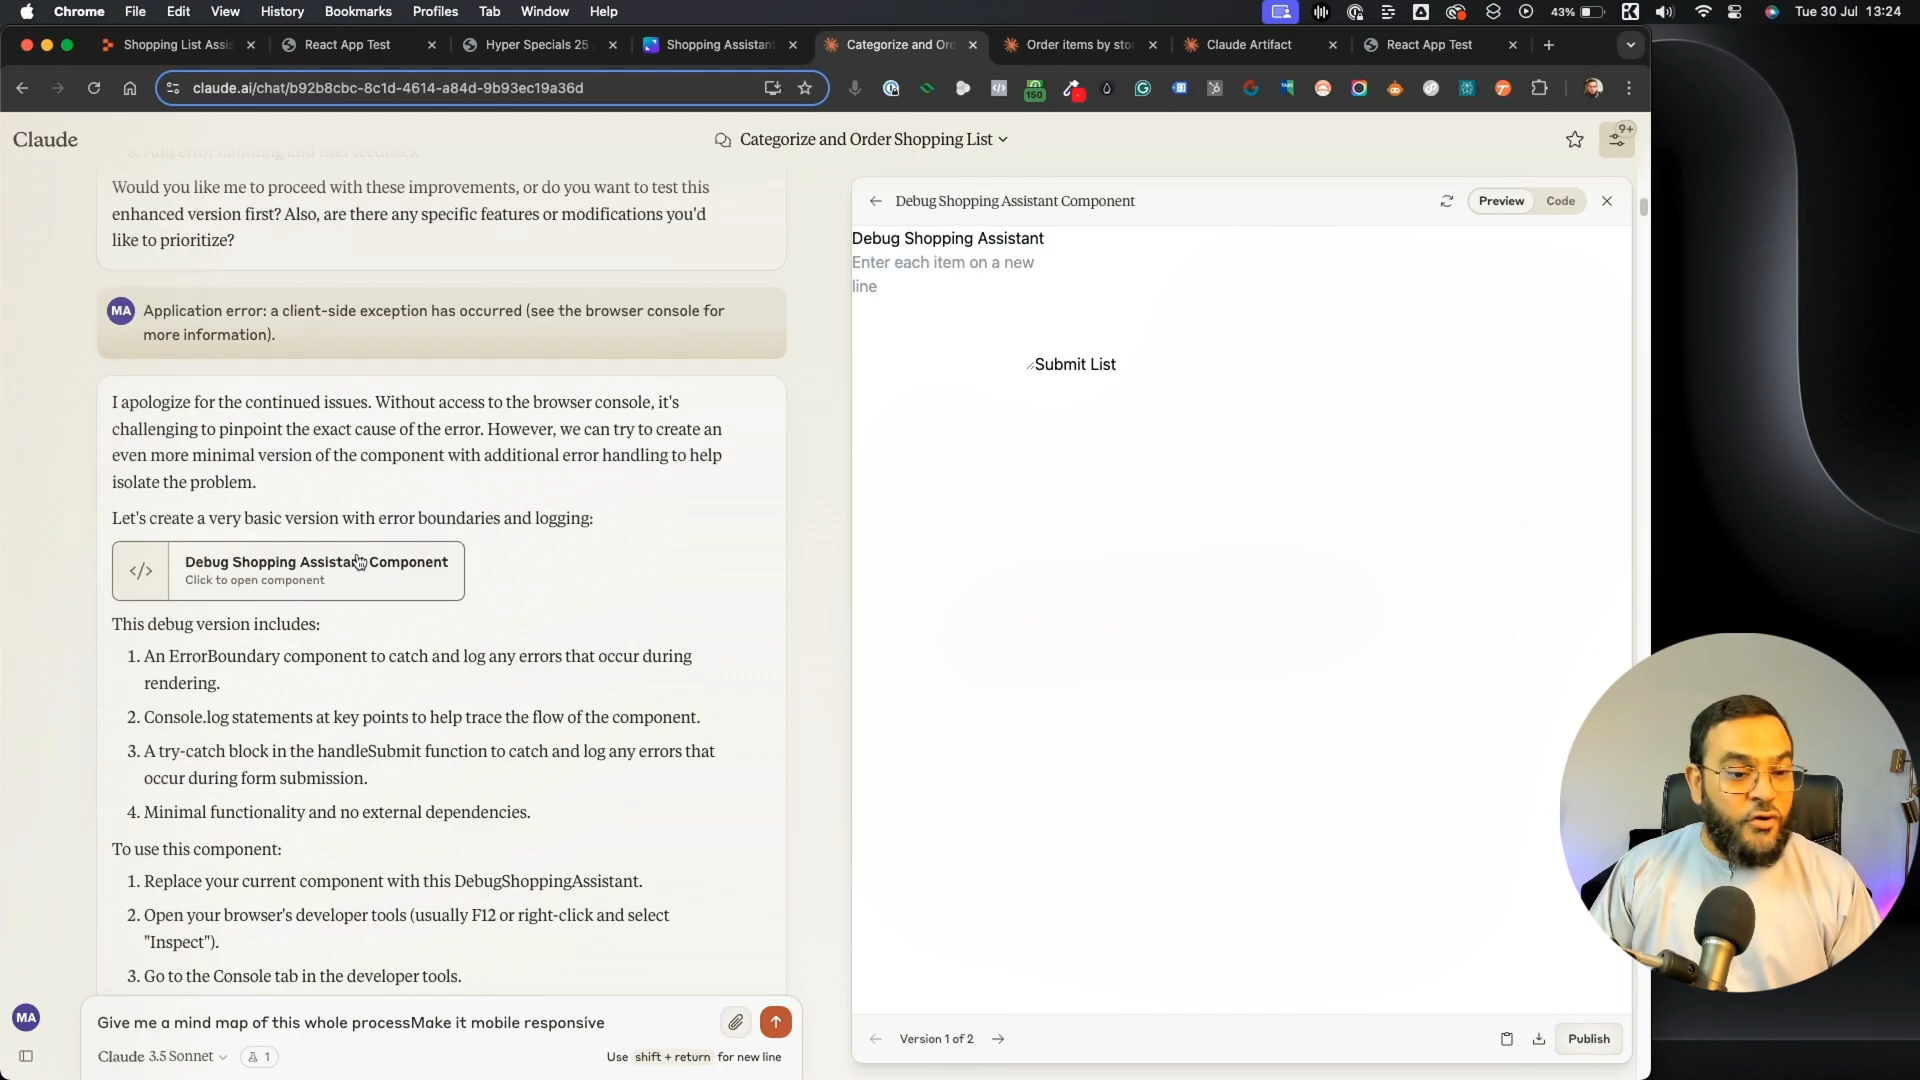 Chrome File Edit View History Bookmarks Profiles Tab Window Help
43% Tue 30 Jul 13:24
Shopping List Assis
React App Test
Hyper Specials 25
Shopping Assistant
Categorize and Ord
Order items by sto
Claude Artifact
React App Test
claude.ai/chat/b92b8cbc-8c1d-4614-a84d-9b93ec19a36d
150
Claude
Categorize and Order Shopping List
9+
3. Add error handling and user feedback
Would you like me to proceed with these improvements, or do you want to test this
enhanced version first? Also, are there any specific features or modifications you'd
like to prioritize?
MA
Application error: a client-side exception has occurred (see the browser console for
more information).
I apologize for the continued issues. Without access to the browser console, it's
challenging to pinpoint the exact cause of the error. However, we can try to create an
even more minimal version of the component with additional error handling to help
isolate the problem.
Let's create a very basic version with error boundaries and logging:
</>
Debug Shopping Assistant Component
Click to open component
This debug version includes:
1. An ErrorBoundary component to catch and log any errors that occur during
rendering.
2. Console.log statements at key points to help trace the flow of the component.
3. A try-catch block in the handleSubmit function to catch and log any errors that
occur during form submission.
4. Minimal functionality and no external dependencies.
To use this component:
1. Replace your current component with this DebugShoppingAssistant.
2. Open your browser's developer tools (usually F12 or right-click and select
"Inspect").
3. Go to the Console tab in the developer tools.
MA
Give me a mind map of this whole processMake it mobile responsive
Claude 3.5 Sonnet
1
Use shift + return for new line
Debug Shopping Assistant Component
Preview
Code
Debug Shopping Assistant
Enter each item on a new
line
Submit List
Version 1 of 2
Publish